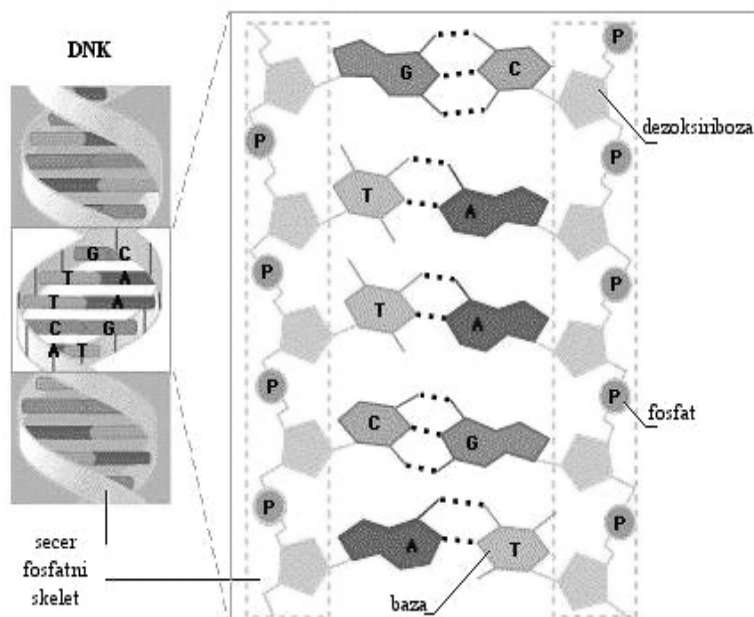 DNK
G C
T A
T A
C G
A T
P
G C
dezoksiriboza
P
P
T A
P
P
T A
P
P
fosfat
C G
P
P
A T
baza
secer
fosfatni
skelet